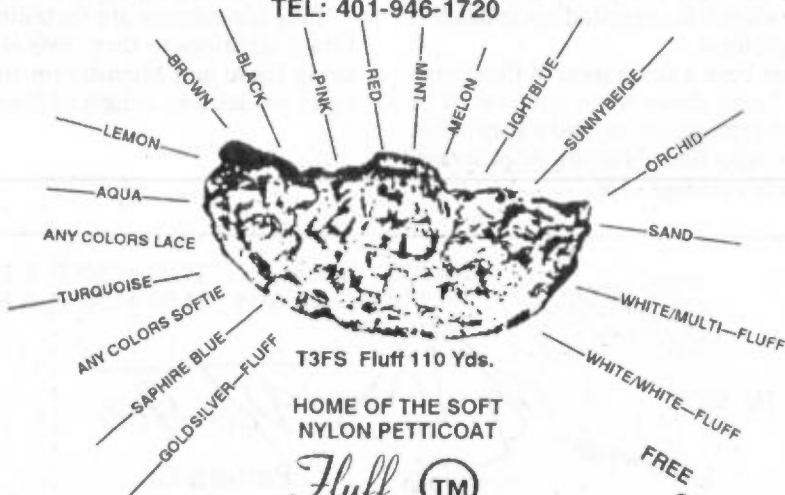 TEL: 401-946-1720
LEMON
BROWN
BLACK
PINK
RED
MINT
MELON
LIGHT BLUE
SUNNYBEIGE
ORCHID
AQUA
SAND
ANY COLORS LACE
TURQUOISE
WHITE/MULTI—FLUFF
ANY COLORS SOFTIE
SAPHIRE BLUE
WHITE/WHITE—FLUFF
GOLDSILVER—FLUFF
T3FS Fluff 110 Yds.
HOME OF THE SOFT
NYLON PETTICOAT
FREE
Fluff TM